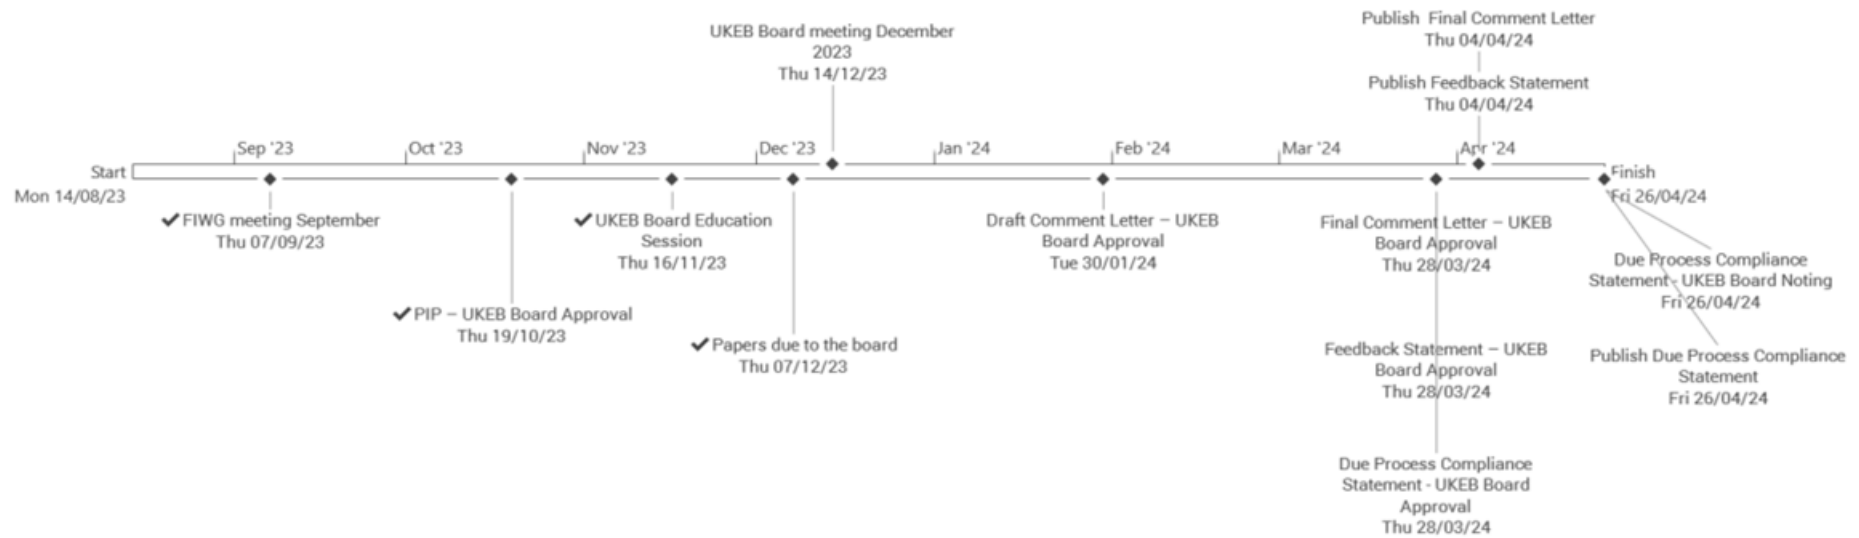 UKEB Board meeting December
2023
Thu 14/12/23
Publish Final Comment Letter
Thu 04/04/24
Publish Feedback Statement
Thu 04/04/24
Sep '23
Oct '23
Nov '23
Dec '23
Jan '24
Feb '24
Mar '24
Apr '24
Start
Mon 14/08/23
Finish
Fri 26/04/24
✔FIWG meeting September
Thu 07/09/23
✔PIP – UKEB Board Approval
Thu 19/10/23
✔UKEB Board Education
Session
Thu 16/11/23
✔Papers due to the board
Thu 07/12/23
Draft Comment Letter – UKEB
Board Approval
Tue 30/01/24
Final Comment Letter – UKEB
Board Approval
Thu 28/03/24
Feedback Statement – UKEB
Board Approval
Thu 28/03/24
Due Process Compliance
Statement - UKEB Board
Approval
Thu 28/03/24
Due Process Compliance
Statement - UKEB Board Noting
Fri 26/04/24
Publish Due Process Compliance
Statement
Fri 26/04/24